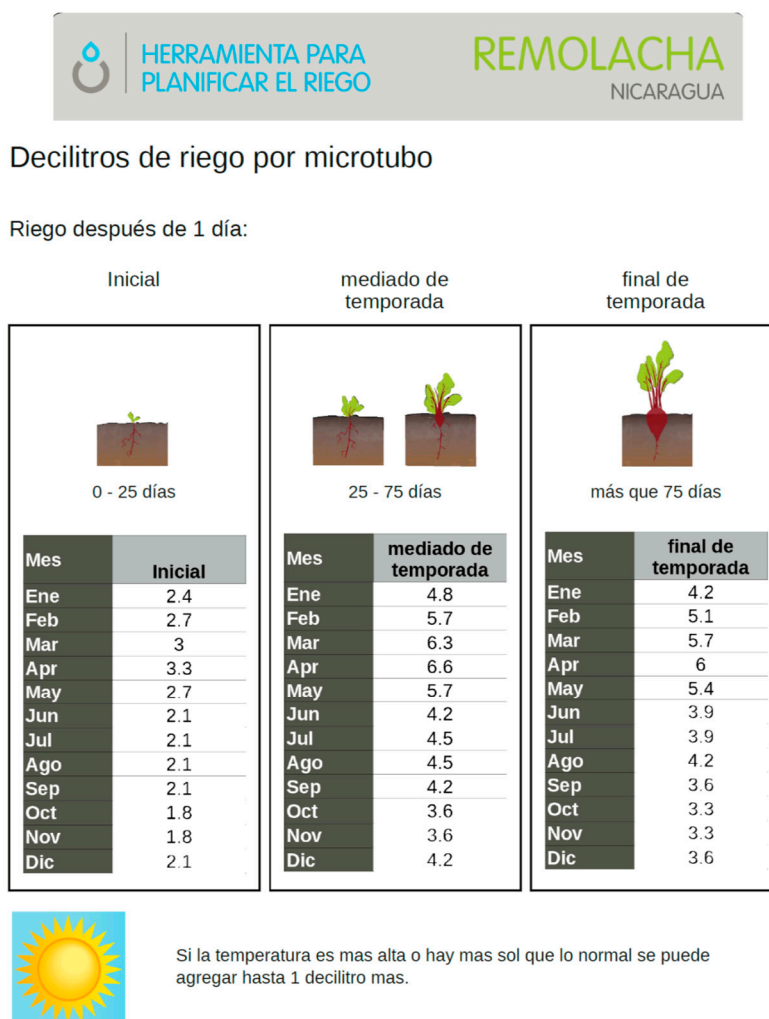 HERRAMIENTA PARA
PLANIFICAR EL RIEGO
REMOLACHA
NICARAGUA
Decilitros de riego por microtubo
Riego después de 1 día:
Inicial
mediado de
temporada
final de
temporada
0 - 25 días
25 - 75 días
más que 75 días
Mes Inicial
Ene 2.4
Feb 2.7
Mar 3
Apr 3.3
May 2.7
Jun 2.1
Jul 2.1
Ago 2.1
Sep 2.1
Oct 1.8
Nov 1.8
Dic 2.1
Mes mediado de
temporada
Ene 4.8
Feb 5.7
Mar 6.3
Apr 6.6
May 5.7
Jun 4.2
Jul 4.5
Ago 4.5
Sep 4.2
Oct 3.6
Nov 3.6
Dic 4.2
Mes final de
temporada
Ene 4.2
Feb 5.1
Mar 5.7
Apr 6
May 5.4
Jun 3.9
Jul 3.9
Ago 4.2
Sep 3.6
Oct 3.3
Nov 3.3
Dic 3.6
Si la temperatura es mas alta o hay mas sol que lo normal se puede
agregar hasta 1 decilitro mas.